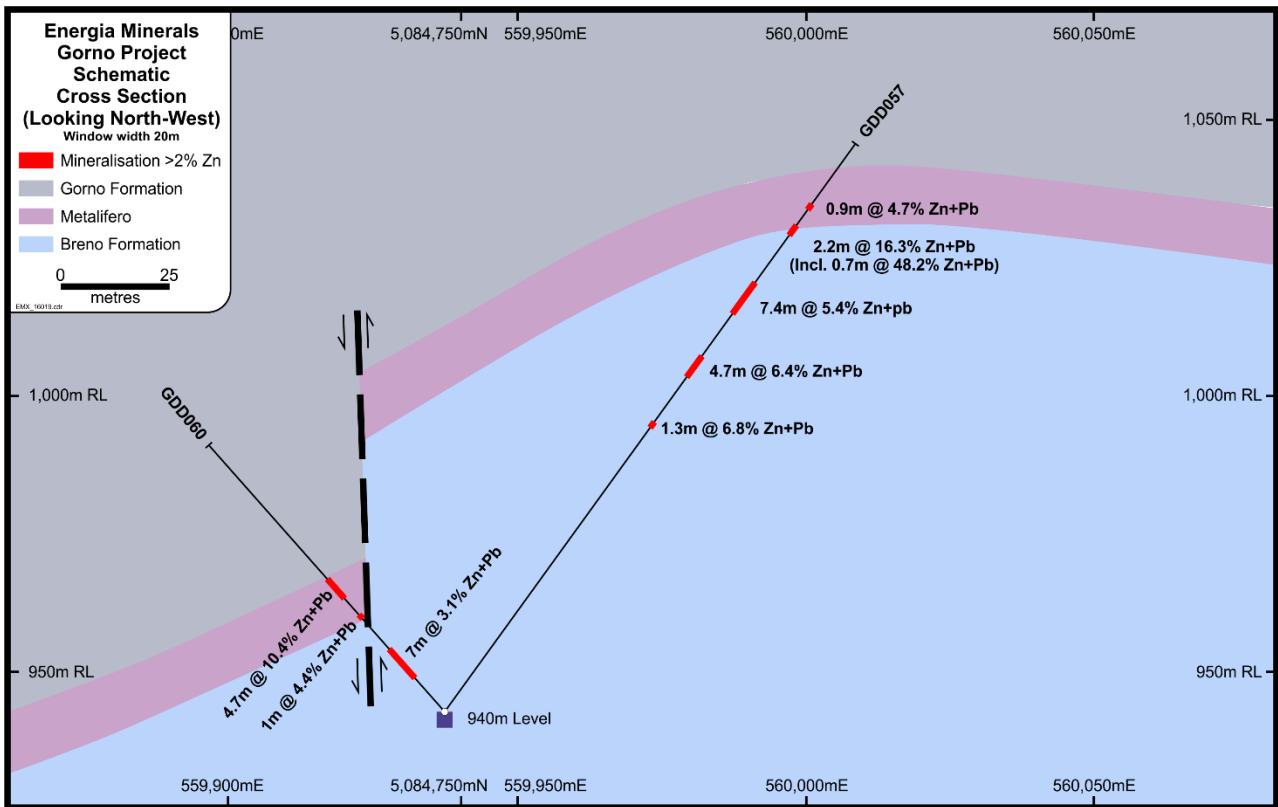 Energia Minerals
Gorno Project
Schematic
Cross Section
(Looking North-West)
Window width 20m
Mineralisation >2% Zn
Gorno Formation
Metalifero
Breno Formation
0 25
metres
EMX_16019.cdr
0mE 5,084,750mN 559,950mE 560,000mE 560,050mE
GDD057
1,050m RL 1,050m RL
0.9m @ 4.7% Zn+Pb
2.2m @ 16.3% Zn+Pb
(Incl. 0.7m @ 48.2% Zn+Pb)
7.4m @ 5.4% Zn+pb
4.7m @ 6.4% Zn+Pb
1,000m RL 1,000m RL
1.3m @ 6.8% Zn+Pb
GDD060
4.7m @ 10.4% Zn+Pb
1m @ 4.4% Zn+Pb
7m @ 3.1% Zn+Pb
950m RL 950m RL
940m Level
559,900mE 5,084,750mN 559,950mE 560,000mE 560,050mE